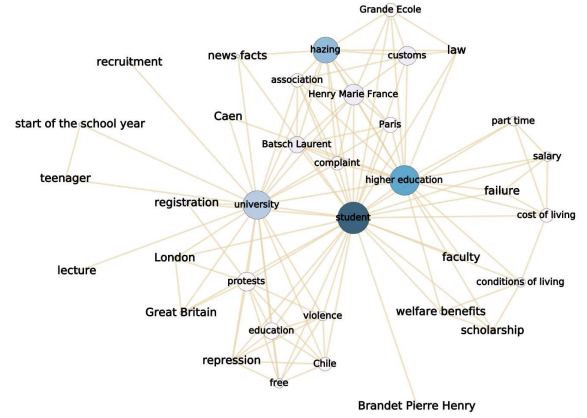 Grande Ecole
hazing
law
customs
news facts
recruitment
association
Henry Marie France
Caen
Paris
start of the school year
part time
Batsch Laurent
complaint
salary
teenager
higher education
failure
registration
university
student
cost of living
London
faculty
lecture
protests
conditions of living
Great Britain
welfare benefits
violence
education
scholarship
repression
Chile
free
Brandet Pierre Henry